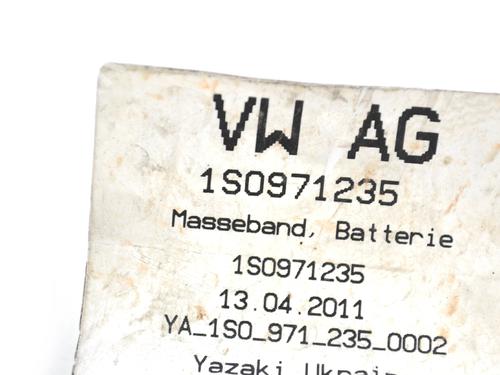 VW AG
1S0971235
Masseband, Batterie
1S0971235
13.04.2011
YA_1S0_971_235_0002
Yazaki